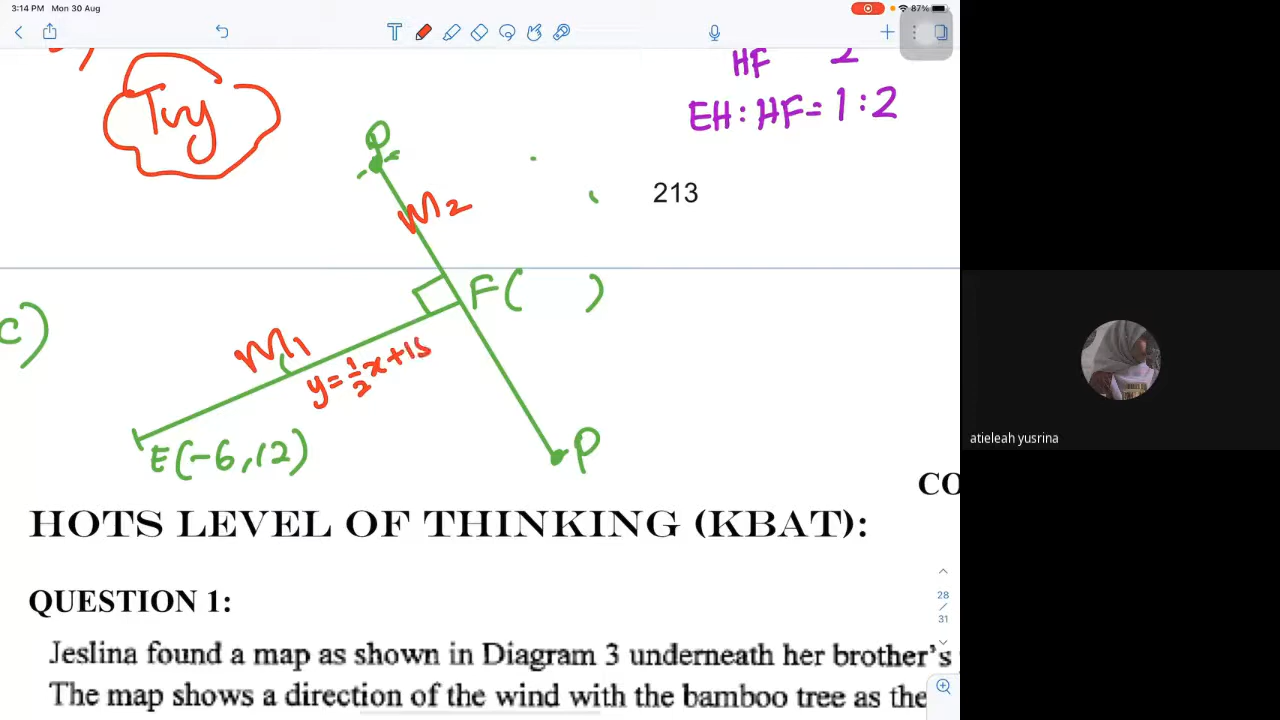 3:14 PM Mon 30 Aug
87%
HF 2
EH : HF = 1 : 2
Try
P
M2
213
F( )
c)
M1
y = 1/2 x + 15
E(-6, 12)
P
CO
HOTS LEVEL OF THINKING (KBAT):
QUESTION 1:
Jeslina found a map as shown in Diagram 3 underneath her brother's
The map shows a direction of the wind with the bamboo tree as the
28
/
31
atieleah yusrina